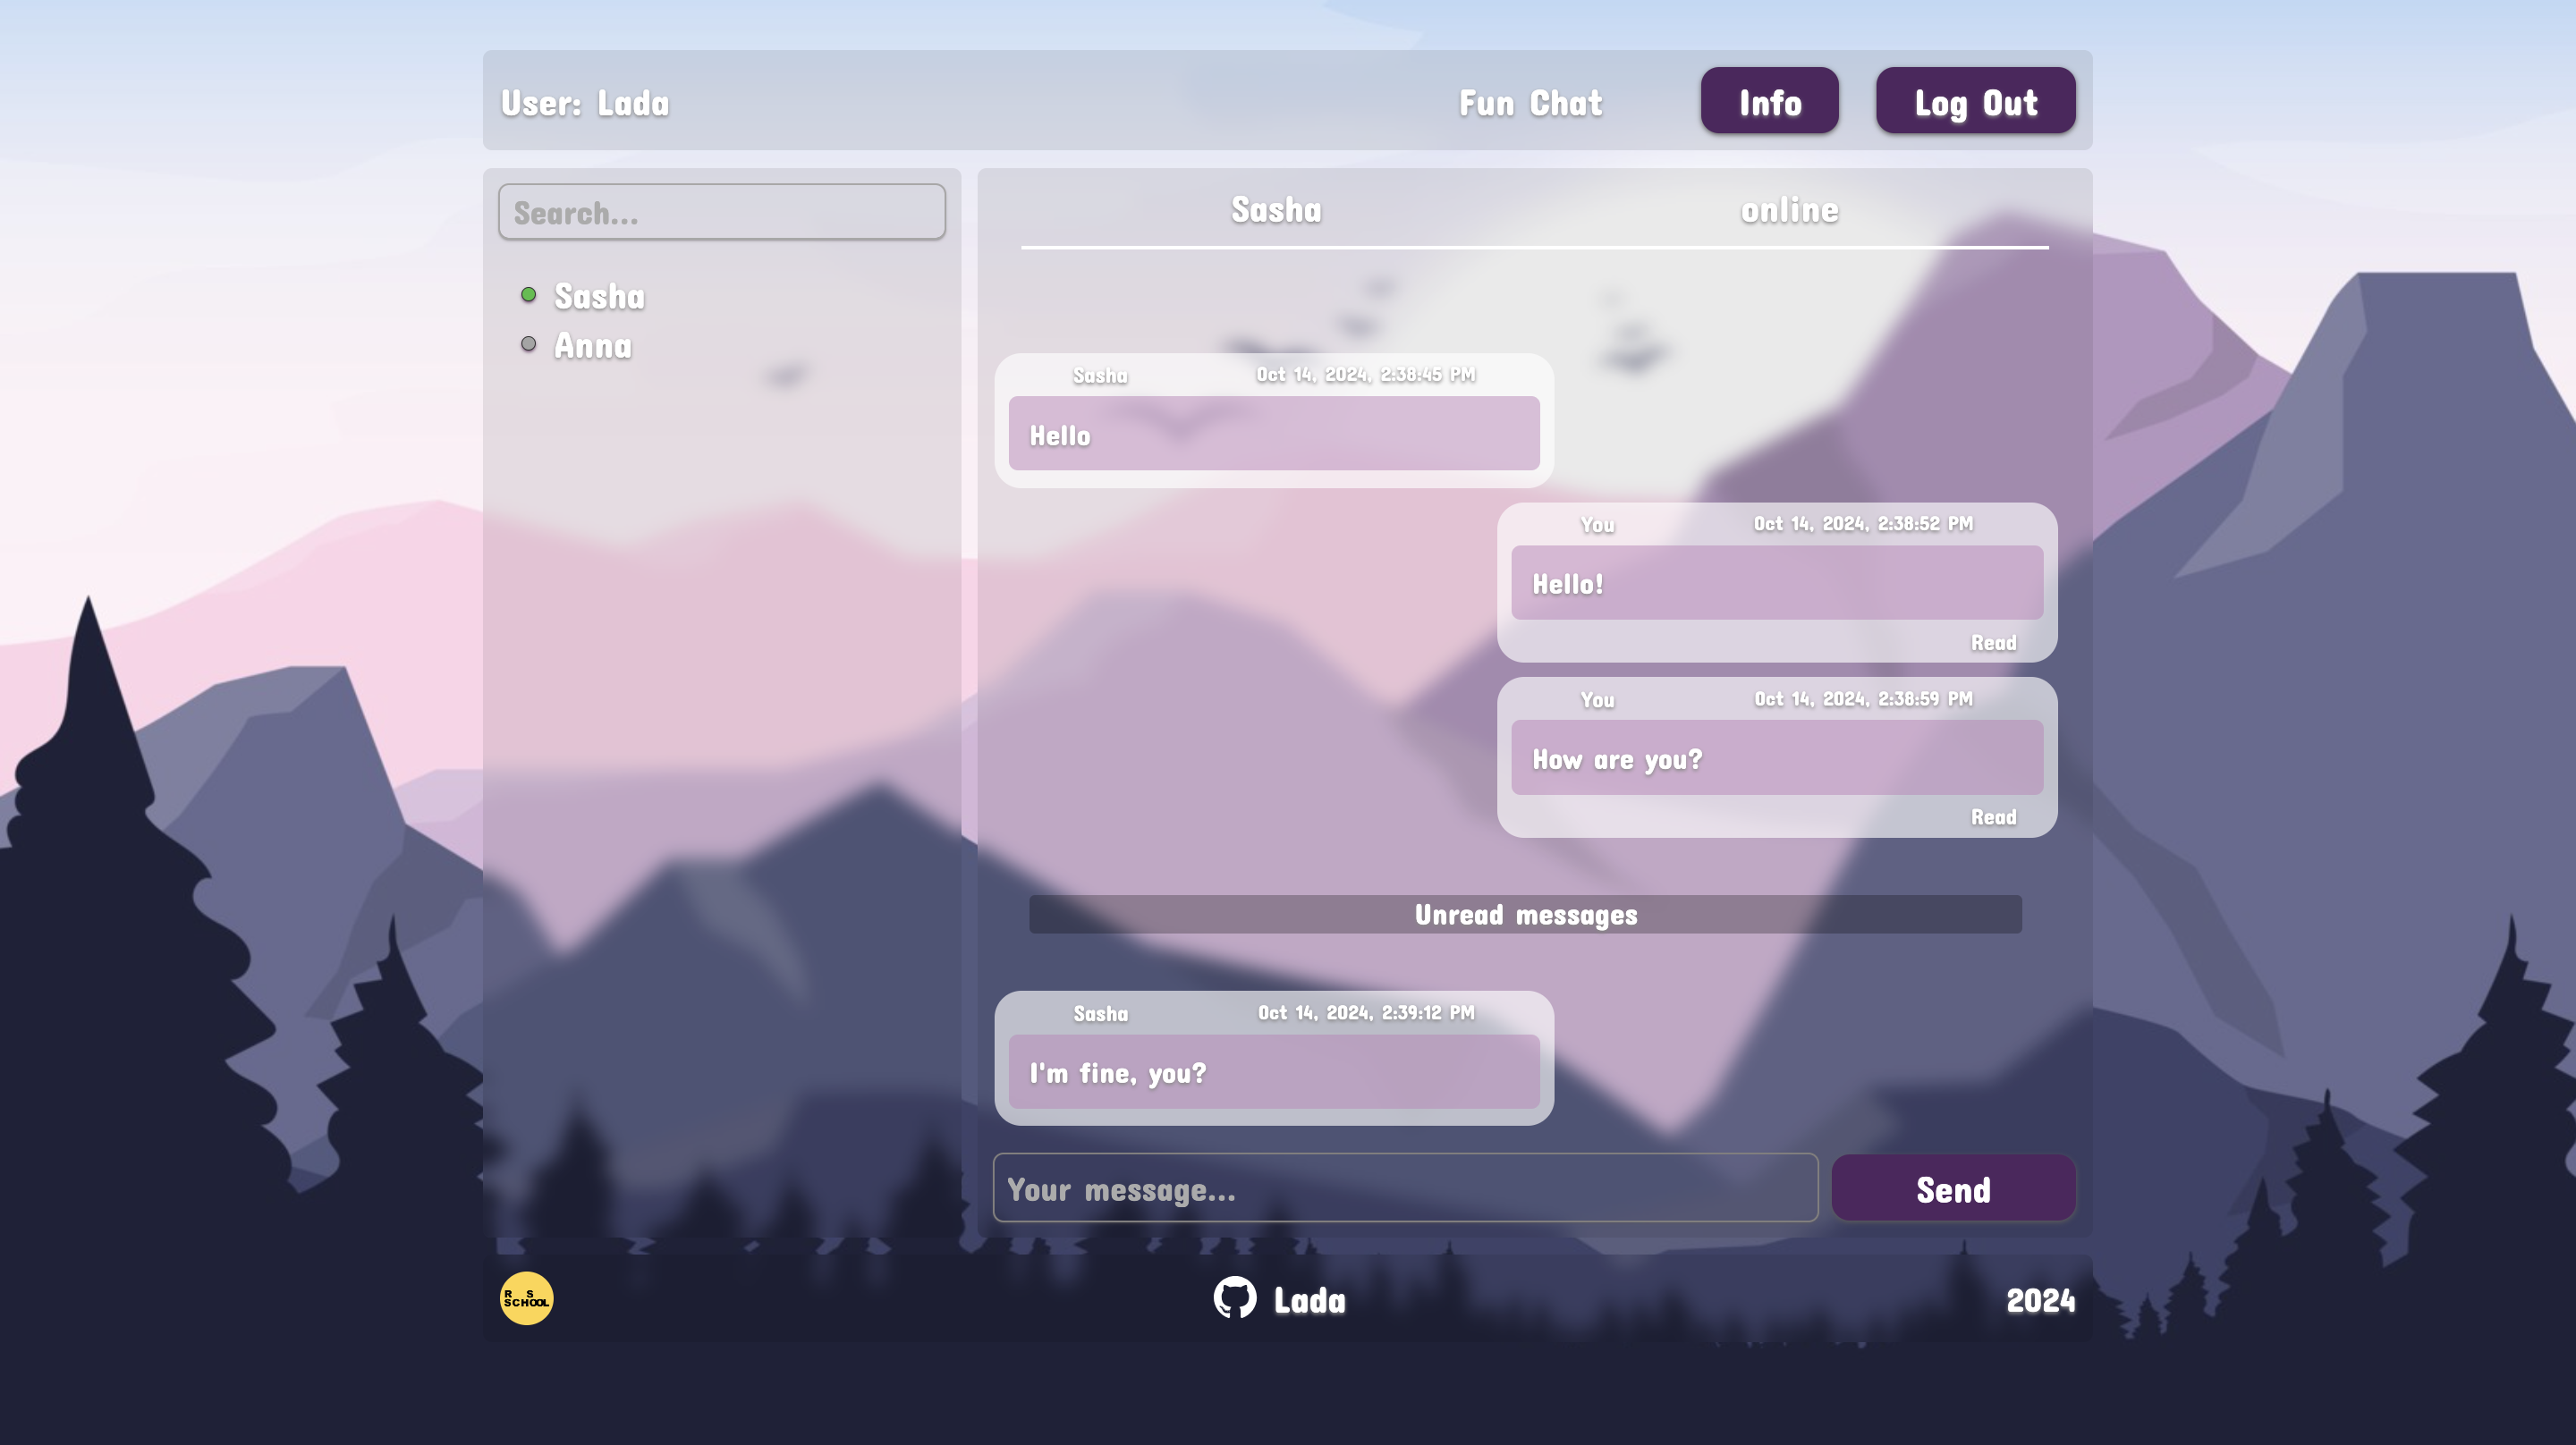 User: Lada
Fun Chat
Info
Log Out
Search...
Sasha
Anna
Sasha
online
Sasha
Oct 14, 2024, 2:38:45 PM
Hello
You
Oct 14, 2024, 2:38:52 PM
Hello!
Read
You
Oct 14, 2024, 2:38:59 PM
How are you?
Read
Unread messages
Sasha
Oct 14, 2024, 2:39:12 PM
I'm fine, you?
Your message...
Send
R S
SCHOOL
Lada
2024